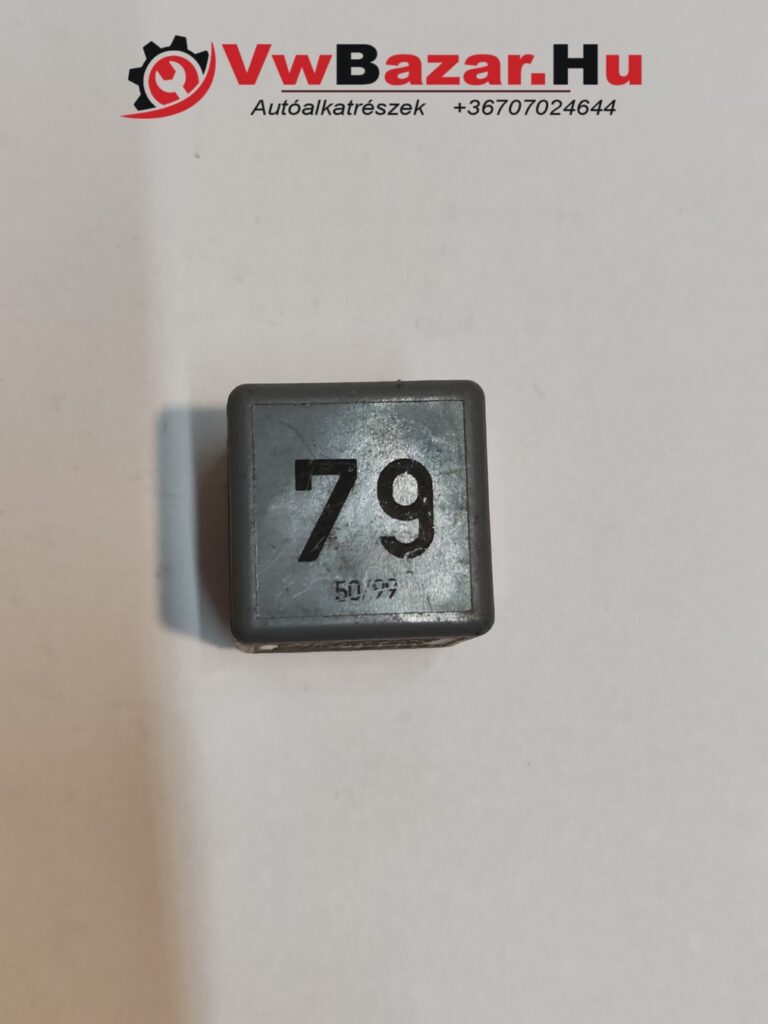 VwBazar.Hu
Autóalkatrészek +36707024644
79
50/99